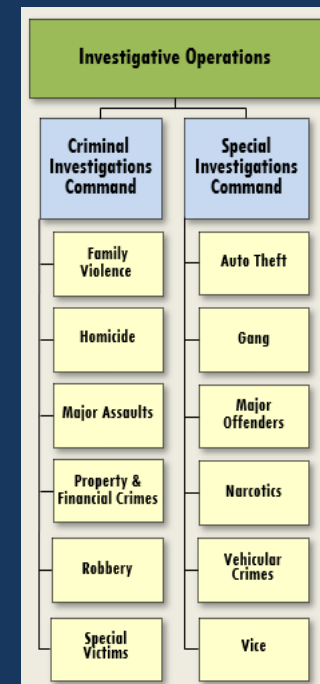 Investigative Operations
Criminal
Investigations
Command
Family
Violence
Homicide
Major Assaults
Property &
Financial Crimes
Robbery
Special
Victims
Special
Investigations
Command
Auto Theft
Gang
Major
Offenders
Narcotics
Vehicular
Crimes
Vice